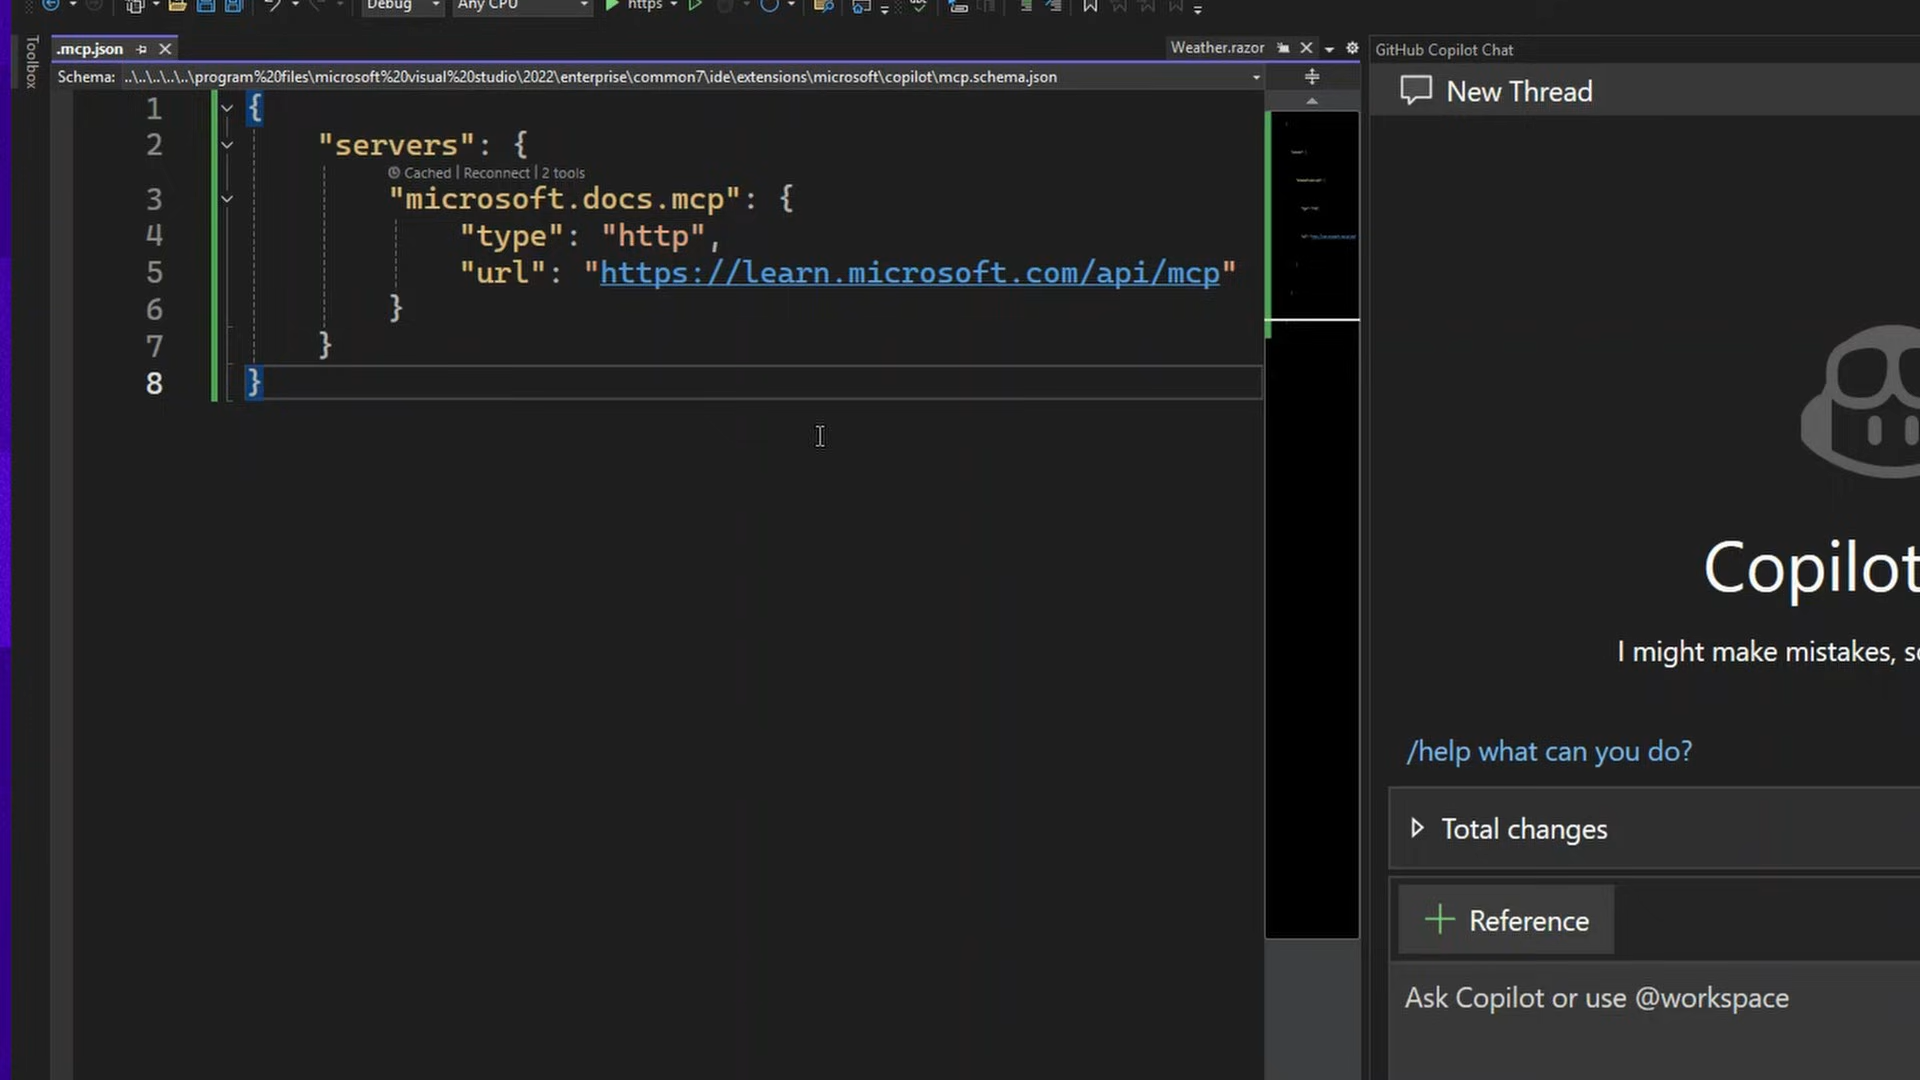 Debug
Any CPU
https
Toolbox
.mcp.json
Weather.razor
Schema: ..\..\..\..\..\program%20files\microsoft%20visual%20studio\2022\enterprise\common7\ide\extensions\microsoft\copilot\mcp.schema.json
1 {
2 "servers": {
Cached | Reconnect | 2 tools
3 "microsoft.docs.mcp": {
4 "type": "http",
5 "url": "https://learn.microsoft.com/api/mcp"
6 }
7 }
8 }
GitHub Copilot Chat
New Thread
Copilot
I might make mistakes, s
/help what can you do?
Total changes
Reference
Ask Copilot or use @workspace